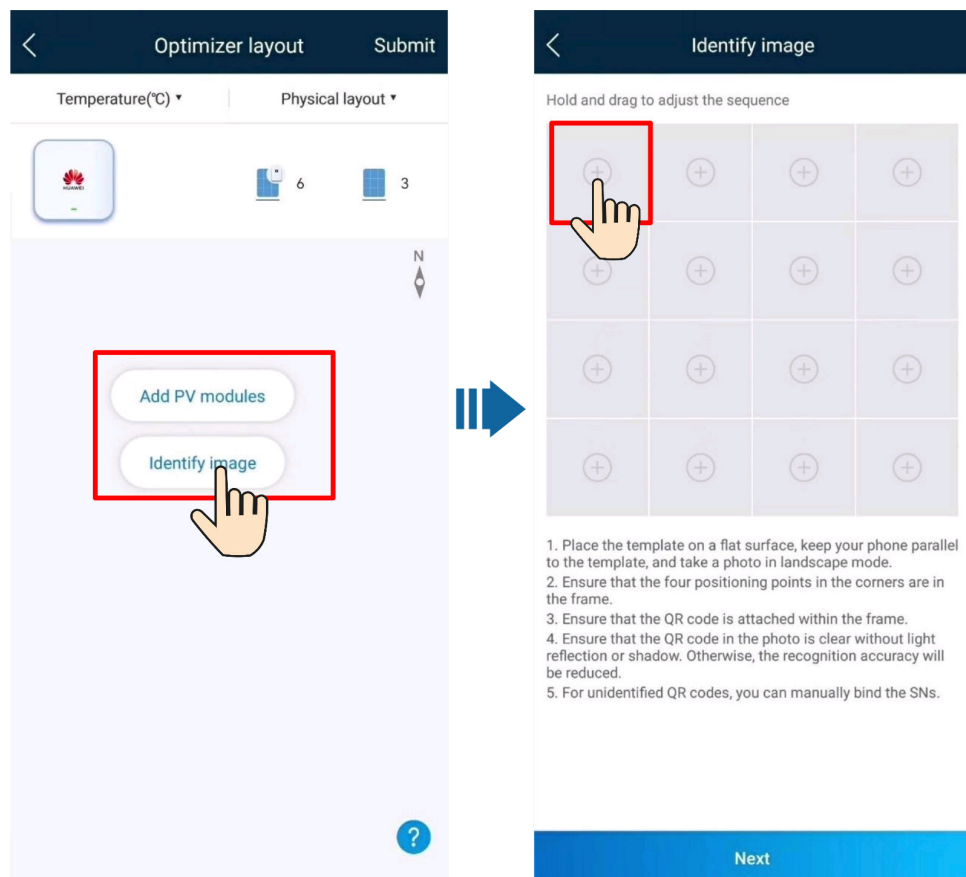 Optimizer layout
Submit
Temperature(℃)
Physical layout
HUAWEI
6
3
N
Add PV modules
Identify image
?
Identify image
Hold and drag to adjust the sequence
1. Place the template on a flat surface, keep your phone parallel
to the template, and take a photo in landscape mode.
2. Ensure that the four positioning points in the corners are in
the frame.
3. Ensure that the QR code is attached within the frame.
4. Ensure that the QR code in the photo is clear without light
reflection or shadow. Otherwise, the recognition accuracy will
be reduced.
5. For unidentified QR codes, you can manually bind the SNs.
Next